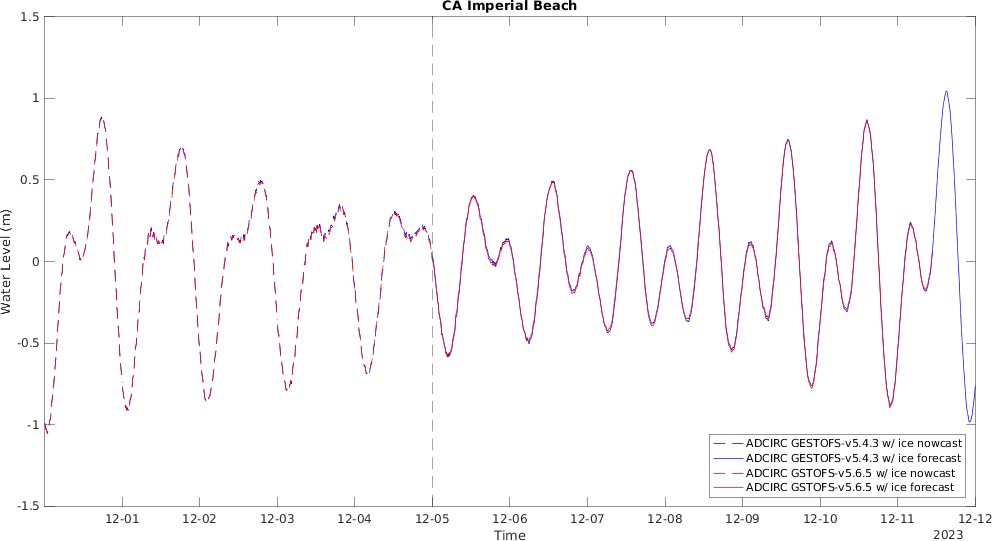 CA Imperial Beach
1.5
1
0.5
0
-0.5
-1
-1.5
Water Level (m)
12-01 12-02 12-03 12-04 12-05 12-06 12-07 12-08 12-09 12-10 12-11 12-12
Time
2023
ADCIRC GESTOFS-v5.4.3 w/ ice nowcast
ADCIRC GESTOFS-v5.4.3 w/ ice forecast
ADCIRC GSTOFS-v5.6.5 w/ ice nowcast
ADCIRC GSTOFS-v5.6.5 w/ ice forecast